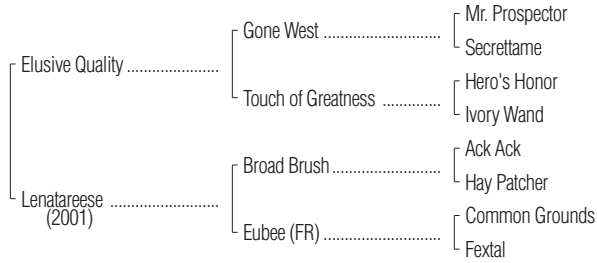 Mr. Prospector
Gone West
Secrettame
Elusive Quality
Hero's Honor
Touch of Greatness
Ivory Wand
Ack Ack
Broad Brush
Hay Patcher
Lenatareese
(2001)
Common Grounds
Eubee (FR)
Fextal